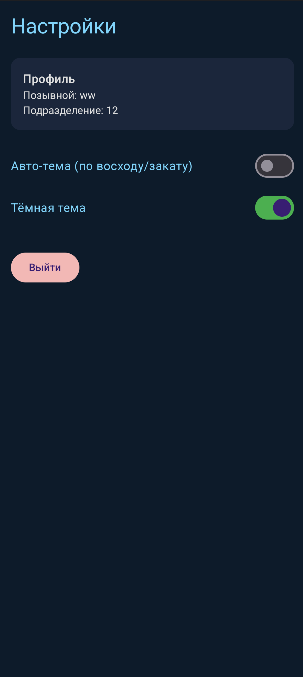 Настройки
Профиль
Позывной: ww
Подразделение: 12
Авто-тема (по восходу/закату)
Тёмная тема
Выйти